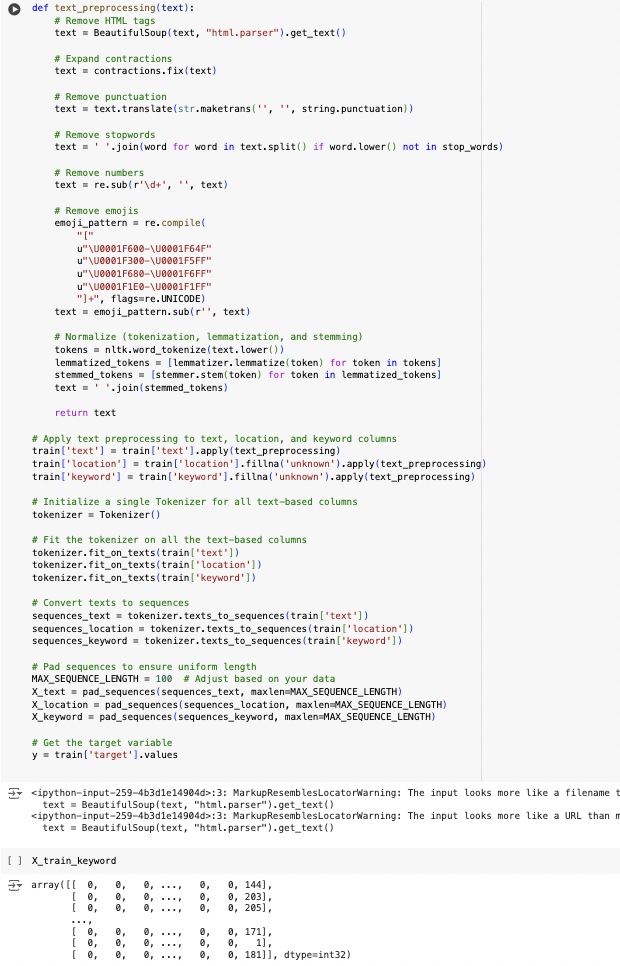 def text_preprocessing(text):
    # Remove HTML tags
    text = BeautifulSoup(text, "html.parser").get_text()

    # Expand contractions
    text = contractions.fix(text)

    # Remove punctuation
    text = text.translate(str.maketrans('', '', string.punctuation))

    # Remove stopwords
    text = ' '.join(word for word in text.split() if word.lower() not in stop_words)

    # Remove numbers
    text = re.sub(r'\d+', '', text)

    # Remove emojis
    emoji_pattern = re.compile(
        "["
        u"\U0001F600-\U0001F64F"
        u"\U0001F300-\U0001F5FF"
        u"\U0001F680-\U0001F6FF"
        u"\U0001F1E0-\U0001F1FF"
        "]+", flags=re.UNICODE)
    text = emoji_pattern.sub(r'', text)

    # Normalize (tokenization, lemmatization, and stemming)
    tokens = nltk.word_tokenize(text.lower())
    lemmatized_tokens = [lemmatizer.lemmatize(token) for token in tokens]
    stemmed_tokens = [stemmer.stem(token) for token in lemmatized_tokens]
    text = ' '.join(stemmed_tokens)

    return text

# Apply text preprocessing to text, location, and keyword columns
train['text'] = train['text'].apply(text_preprocessing)
train['location'] = train['location'].fillna('unknown').apply(text_preprocessing)
train['keyword'] = train['keyword'].fillna('unknown').apply(text_preprocessing)

# Initialize a single Tokenizer for all text-based columns
tokenizer = Tokenizer()

# Fit the tokenizer on all the text-based columns
tokenizer.fit_on_texts(train['text'])
tokenizer.fit_on_texts(train['location'])
tokenizer.fit_on_texts(train['keyword'])

# Convert texts to sequences
sequences_text = tokenizer.texts_to_sequences(train['text'])
sequences_location = tokenizer.texts_to_sequences(train['location'])
sequences_keyword = tokenizer.texts_to_sequences(train['keyword'])

# Pad sequences to ensure uniform length
MAX_SEQUENCE_LENGTH = 100  # Adjust based on your data
X_text = pad_sequences(sequences_text, maxlen=MAX_SEQUENCE_LENGTH)
X_location = pad_sequences(sequences_location, maxlen=MAX_SEQUENCE_LENGTH)
X_keyword = pad_sequences(sequences_keyword, maxlen=MAX_SEQUENCE_LENGTH)

# Get the target variable
y = train['target'].values

<ipython-input-259-4b3d1e14904d>:3: MarkupResemblesLocatorWarning: The input looks more like a filename t
  text = BeautifulSoup(text, "html.parser").get_text()
<ipython-input-259-4b3d1e14904d>:3: MarkupResemblesLocatorWarning: The input looks more like a URL than m
  text = BeautifulSoup(text, "html.parser").get_text()

[ ] X_train_keyword

array([[  0,   0,   0, ...,   0,   0, 144],
       [  0,   0,   0, ...,   0,   0, 203],
       [  0,   0,   0, ...,   0,   0, 205],
       ...,
       [  0,   0,   0, ...,   0,   0, 171],
       [  0,   0,   0, ...,   0,   0,   1],
       [  0,   0,   0, ...,   0,   0, 181]], dtype=int32)